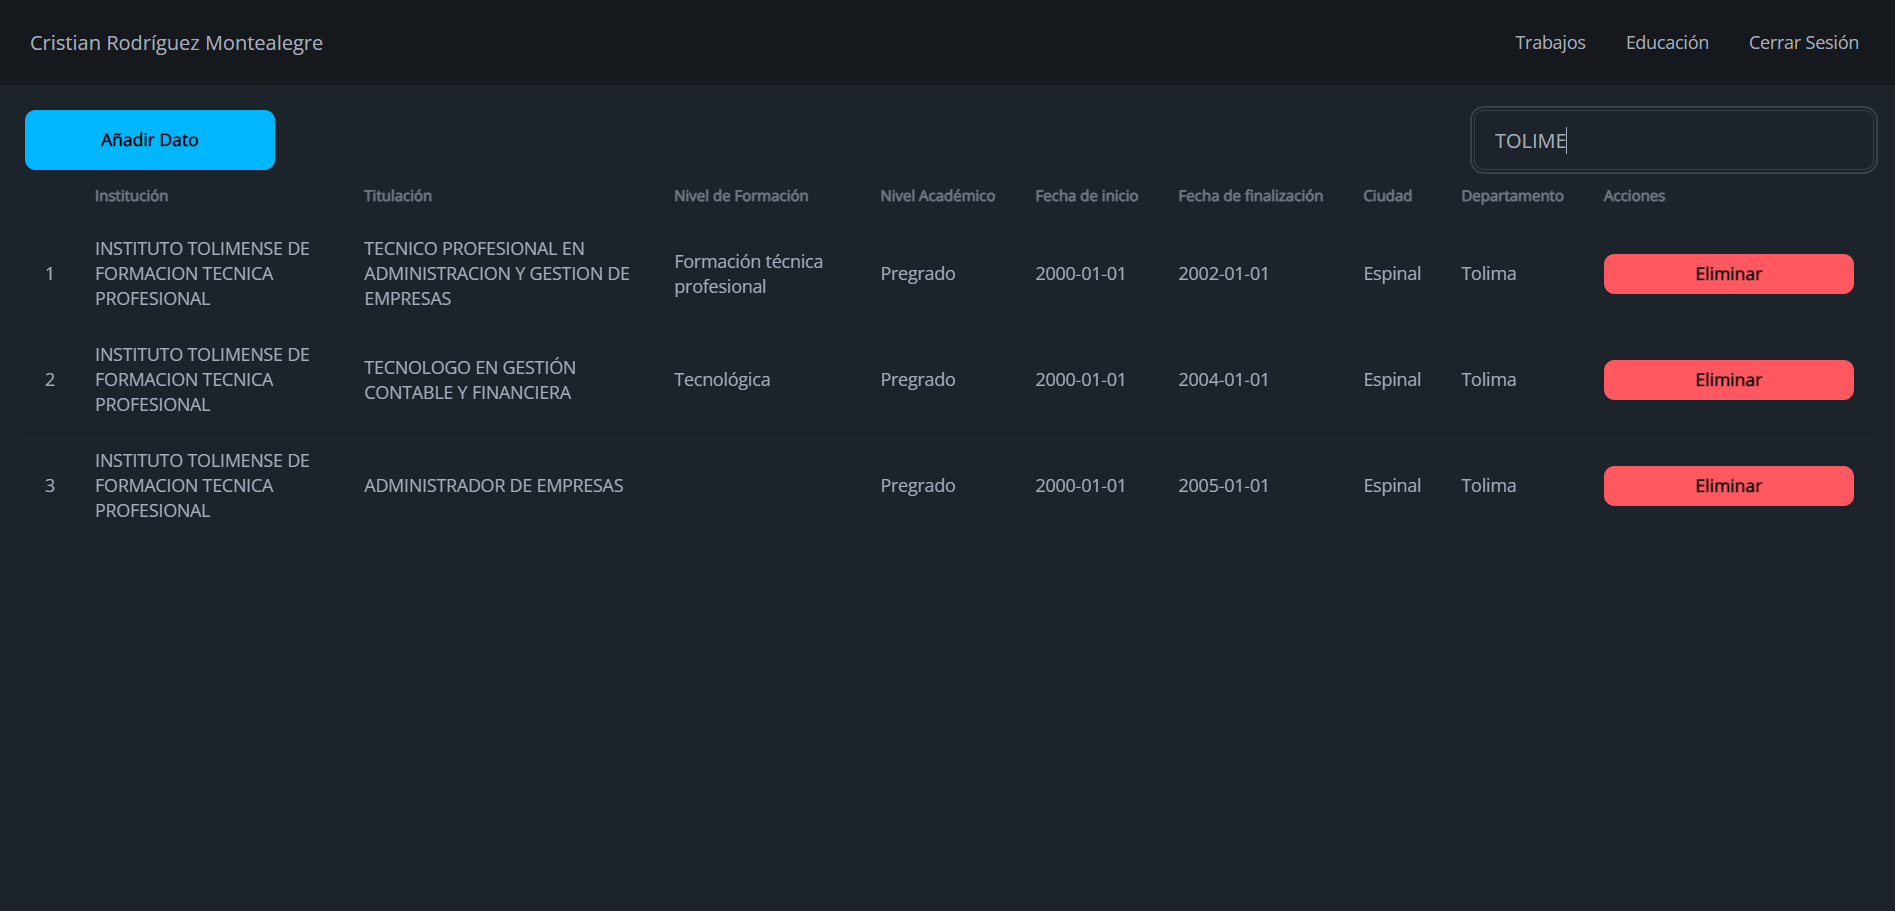 Cristian Rodríguez Montealegre
Trabajos
Educación
Cerrar Sesión
Añadir Dato
TOLIME
Institución
Titulación
Nivel de Formación
Nivel Académico
Fecha de inicio
Fecha de finalización
Ciudad
Departamento
Acciones
1
INSTITUTO TOLIMENSE DE
FORMACION TECNICA
PROFESIONAL
TECNICO PROFESIONAL EN
ADMINISTRACION Y GESTION DE
EMPRESAS
Formación técnica
profesional
Pregrado
2000-01-01
2002-01-01
Espinal
Tolima
Eliminar
2
INSTITUTO TOLIMENSE DE
FORMACION TECNICA
PROFESIONAL
TECNOLOGO EN GESTIÓN
CONTABLE Y FINANCIERA
Tecnológica
Pregrado
2000-01-01
2004-01-01
Espinal
Tolima
Eliminar
3
INSTITUTO TOLIMENSE DE
FORMACION TECNICA
PROFESIONAL
ADMINISTRADOR DE EMPRESAS
Pregrado
2000-01-01
2005-01-01
Espinal
Tolima
Eliminar